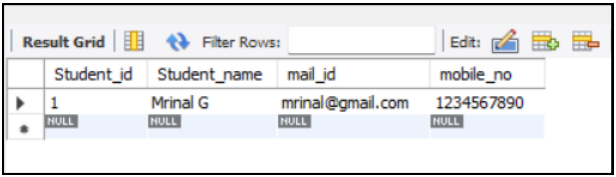 Result Grid Filter Rows: Edit:
Student_id Student_name mail_id mobile_no
1 Mrinal G mrinal@gmail.com 1234567890
NULL NULL NULL NULL